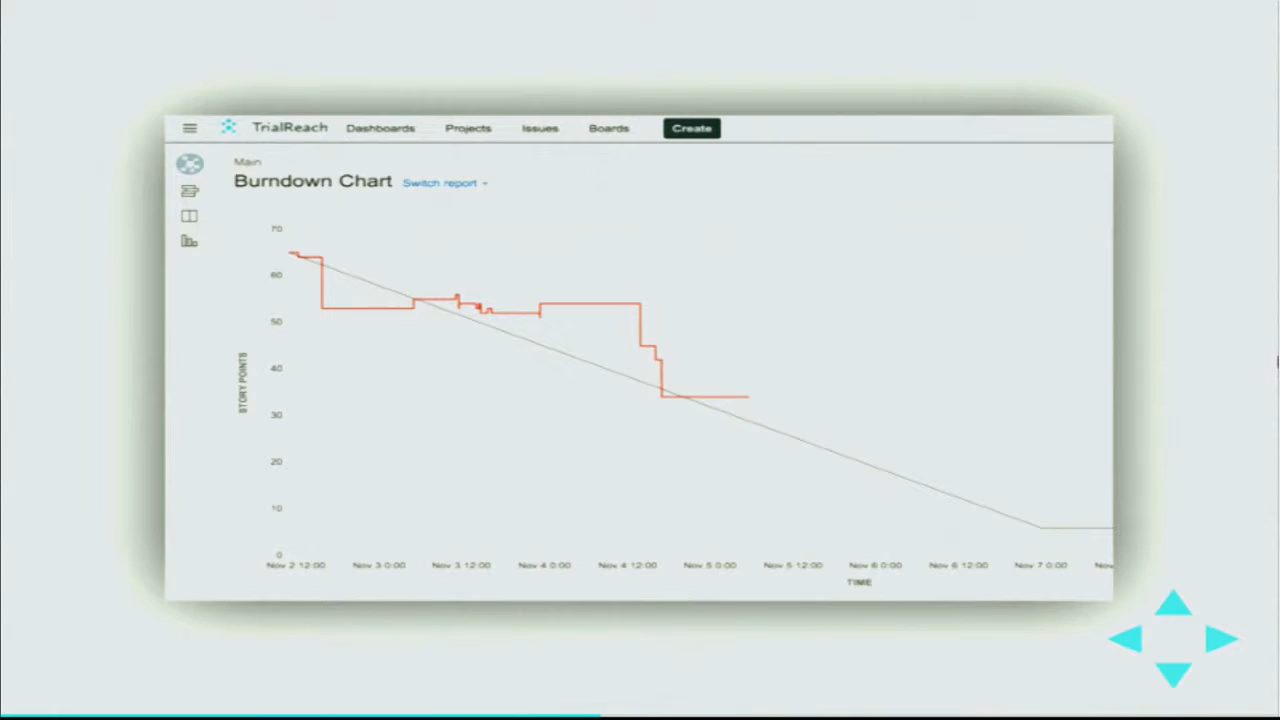 TrialReach Dashboards Projects Issues Boards Create
Main
Burndown Chart Switch report
70
60
50
40
30
20
10
0
STORY POINTS
Nov 2 12:00 Nov 3 0:00 Nov 3 12:00 Nov 4 0:00 Nov 4 12:00 Nov 5 0:00 Nov 5 12:00 Nov 6 0:00 Nov 6 12:00 Nov 7 0:00 Nov
TIME